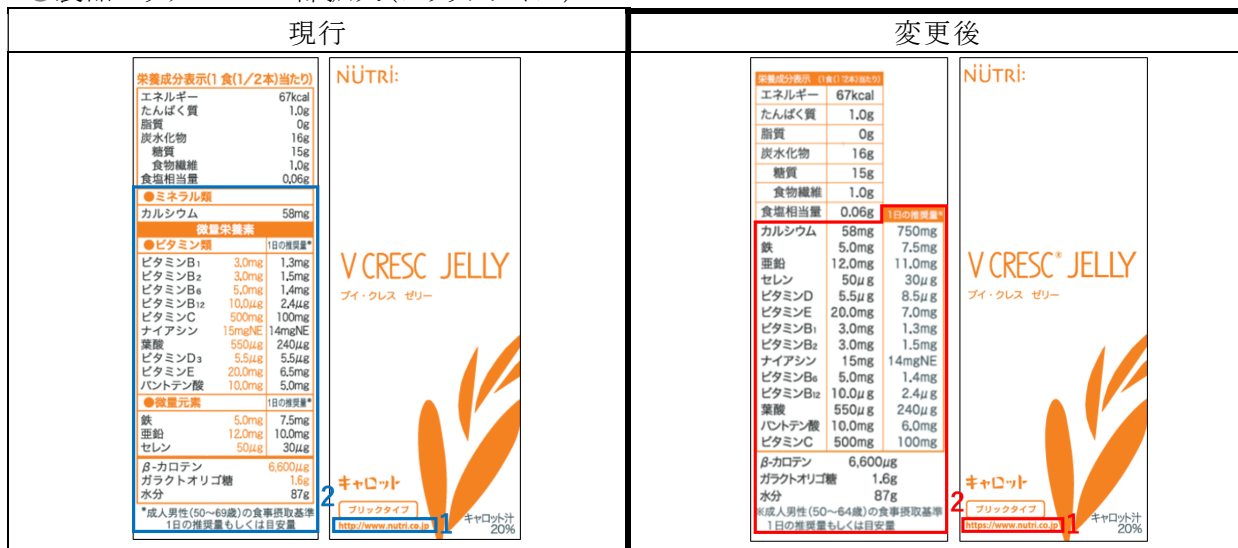 現行
栄養成分表示(1 食(1/2本)当たり)
エネルギー 67kcal
たんぱく質 1.0g
脂質 0g
炭水化物 16g
糖質 15g
食物繊維 1.0g
食塩相当量 0.06g
●ミネラル類
カルシウム 58mg
微量栄養素
●ビタミン類 1日の推奨量*
ビタミンB1 3.0mg 1.3mg
ビタミンB2 3.0mg 1.5mg
ビタミンB6 5.0mg 1.4mg
ビタミンB12 10.0μg 2.4μg
ビタミンC 500mg 100mg
ナイアシン 15mgNE 14mgNE
葉酸 550μg 240μg
ビタミンD3 5.5μg 5.5μg
ビタミンE 20.0mg 6.5mg
パントテン酸 10.0mg 5.0mg
●微量元素 1日の推奨量*
鉄 5.0mg 7.5mg
亜鉛 12.0mg 10.0mg
セレン 50μg 30μg
β-カロテン 6,600μg
ガラクトオリゴ糖 1.6g
水分 87g
*成人男性(50〜69歳)の食事摂取基準
1日の推奨量もしくは目安量
2
NÜTRi:
V CRESC JELLY
ブイ・クレス ゼリー
キャロット
ブリックタイプ
http://www.nutri.co.jp
1
キャロット汁
20%
変更後
栄養成分表示 (1食(1/2本)当たり)
エネルギー 67kcal
たんぱく質 1.0g
脂質 0g
炭水化物 16g
糖質 15g
食物繊維 1.0g
食塩相当量 0.06g 1日の推奨量※
カルシウム 58mg 750mg
鉄 5.0mg 7.5mg
亜鉛 12.0mg 11.0mg
セレン 50μg 30μg
ビタミンD 5.5μg 8.5μg
ビタミンE 20.0mg 7.0mg
ビタミンB1 3.0mg 1.3mg
ビタミンB2 3.0mg 1.5mg
ナイアシン 15mg 14mgNE
ビタミンB6 5.0mg 1.4mg
ビタミンB12 10.0μg 2.4μg
葉酸 550μg 240μg
パントテン酸 10.0mg 6.0mg
ビタミンC 500mg 100mg
β-カロテン 6,600μg
ガラクトオリゴ糖 1.6g
水分 87g
※成人男性(50〜64歳)の食事摂取基準
1日の推奨量もしくは目安量
2
NÜTRi:
V CRESC® JELLY
ブイ・クレス ゼリー
キャロット
ブリックタイプ
https://www.nutri.co.jp
1
キャロット汁
20%